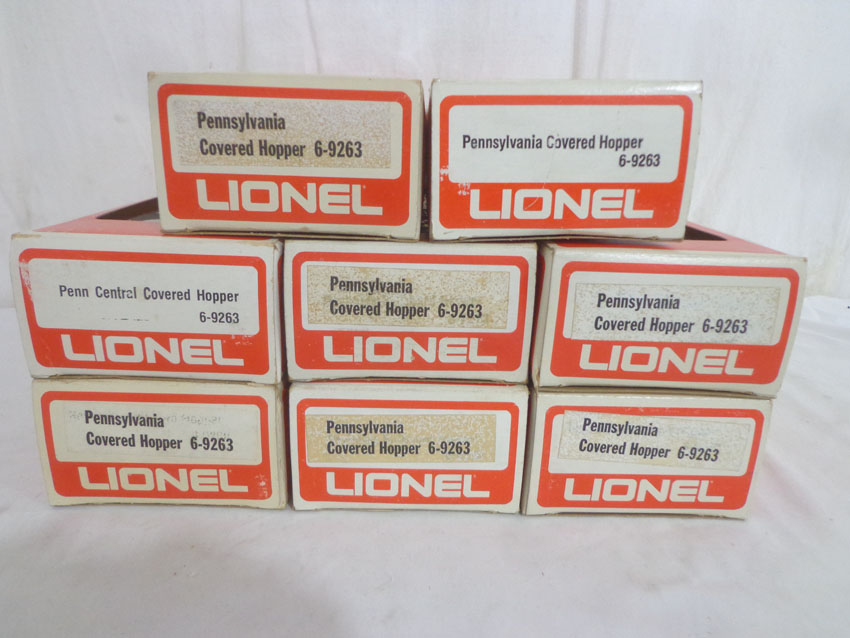 Pennsylvania
Covered Hopper 6-9263
LIONEL
Pennsylvania Covered Hopper
6-9263
LIONEL
Penn Central Covered Hopper
6-9263
LIONEL
Pennsylvania
Covered Hopper 6-9263
LIONEL
Pennsylvania
Covered Hopper 6-9263
LIONEL
Pennsylvania
Covered Hopper 6-9263
LIONEL
Pennsylvania
Covered Hopper 6-9263
LIONEL
Pennsylvania
Covered Hopper 6-9263
LIONEL